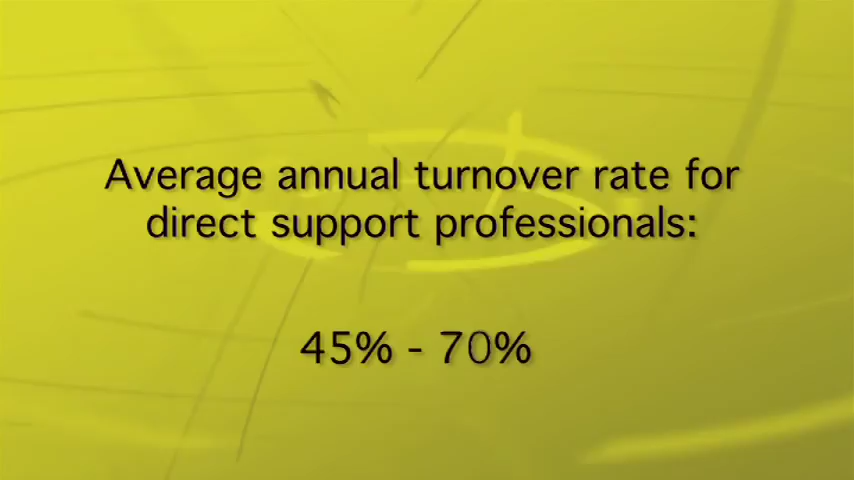 Average annual turnover rate for
direct support professionals:
45% - 70%